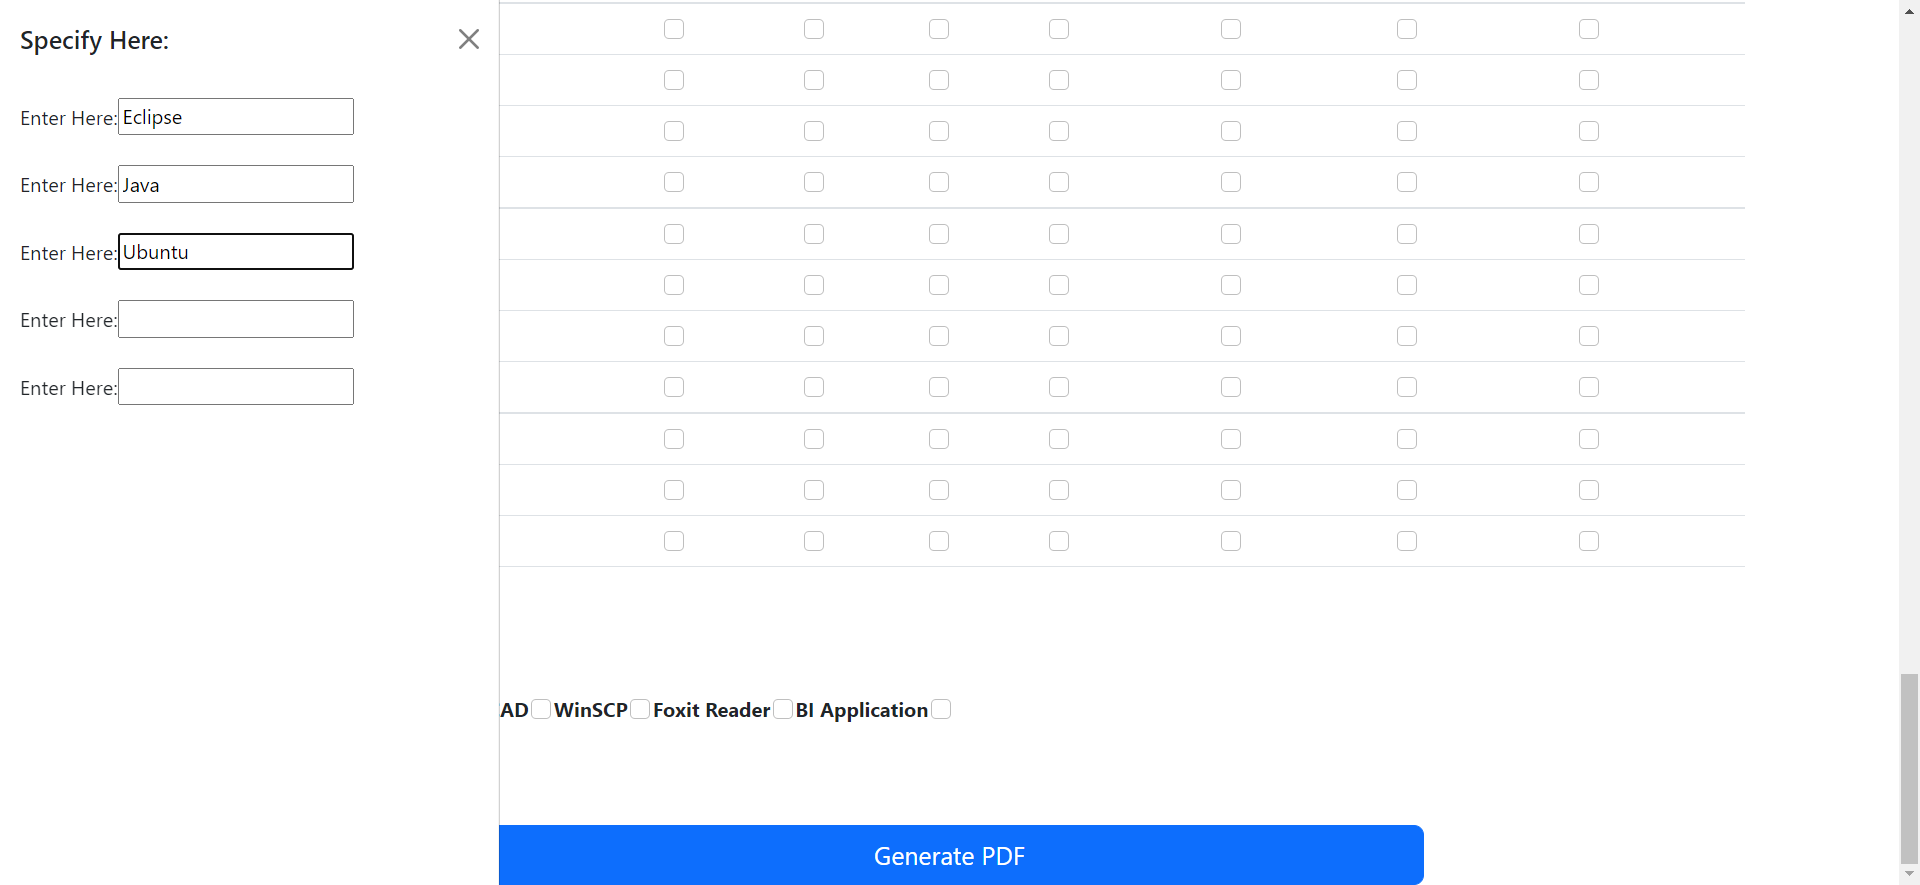 Specify Here:
Enter Here: Eclipse
Enter Here: Java
Enter Here: Ubuntu
Enter Here:
Enter Here:
AD WinSCP Foxit Reader BI Application
Generate PDF